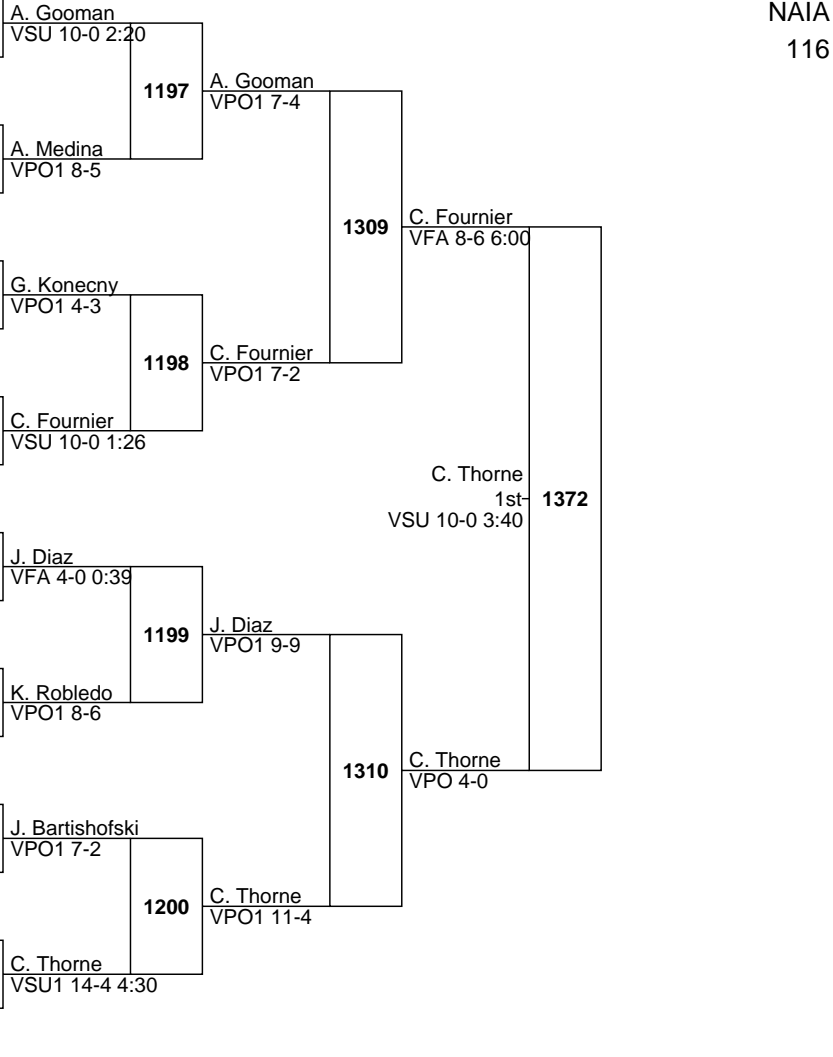 A. Gooman
VSU 10-0 2:20
NAIA
116
1197
A. Gooman
VPO1 7-4
A. Medina
VPO1 8-5
1309
C. Fournier
VFA 8-6 6:00
G. Konecny
VPO1 4-3
1198
C. Fournier
VPO1 7-2
C. Fournier
VSU 10-0 1:26
C. Thorne
1st
VSU 10-0 3:40
1372
J. Diaz
VFA 4-0 0:39
1199
J. Diaz
VPO1 9-9
K. Robledo
VPO1 8-6
1310
C. Thorne
VPO 4-0
J. Bartishofski
VPO1 7-2
1200
C. Thorne
VPO1 11-4
C. Thorne
VSU1 14-4 4:30